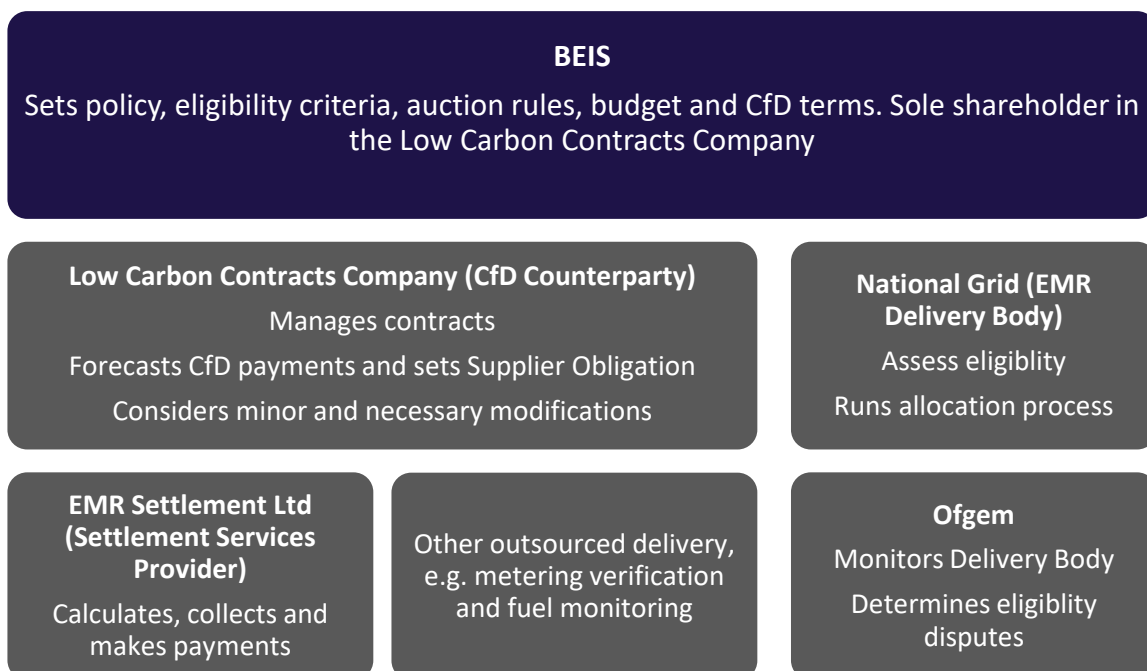 BEIS
Sets policy, eligibility criteria, auction rules, budget and CfD terms. Sole shareholder in
the Low Carbon Contracts Company
Low Carbon Contracts Company (CfD Counterparty)
Manages contracts
Forecasts CfD payments and sets Supplier Obligation
Considers minor and necessary modifications
National Grid (EMR
Delivery Body)
Assess eligiblity
Runs allocation process
EMR Settlement Ltd
(Settlement Services
Provider)
Calculates, collects and
makes payments
Other outsourced delivery,
e.g. metering verification
and fuel monitoring
Ofgem
Monitors Delivery Body
Determines eligiblity
disputes